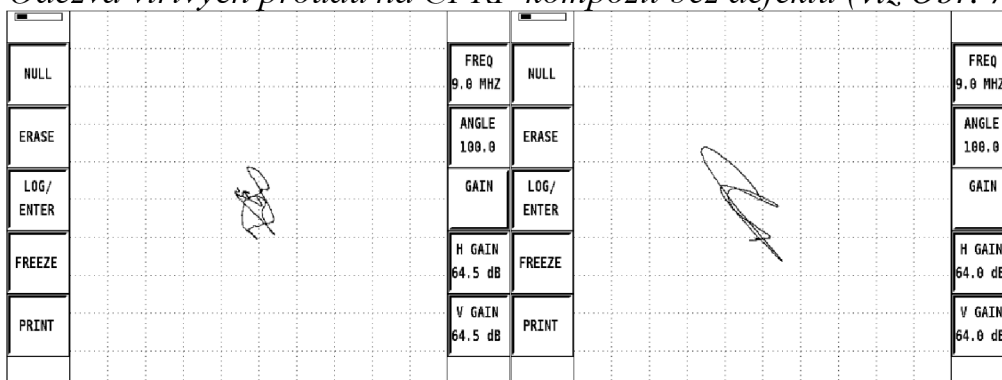 Odezva vířivých proudů na CFRP kompozit bez defektu (viz Obr.
NULL
ERASE
LOG/
ENTER
FREEZE
PRINT
FREQ
9.0 MHZ
ANGLE
100.0
GAIN
H GAIN
64.5 dB
V GAIN
64.5 dB
NULL
ERASE
LOG/
ENTER
FREEZE
PRINT
FREQ
9.0 MHZ
ANGLE
100.0
GAIN
H GAIN
64.0 dB
V GAIN
64.0 dB